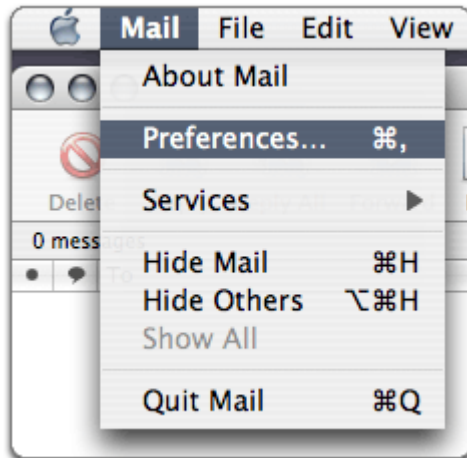 Mail File Edit View
About Mail
Preferences... ⌘,
Services ▶
Hide Mail ⌘H
Hide Others ⌥⌘H
Show All
Quit Mail ⌘Q
Delete
0 messages
To